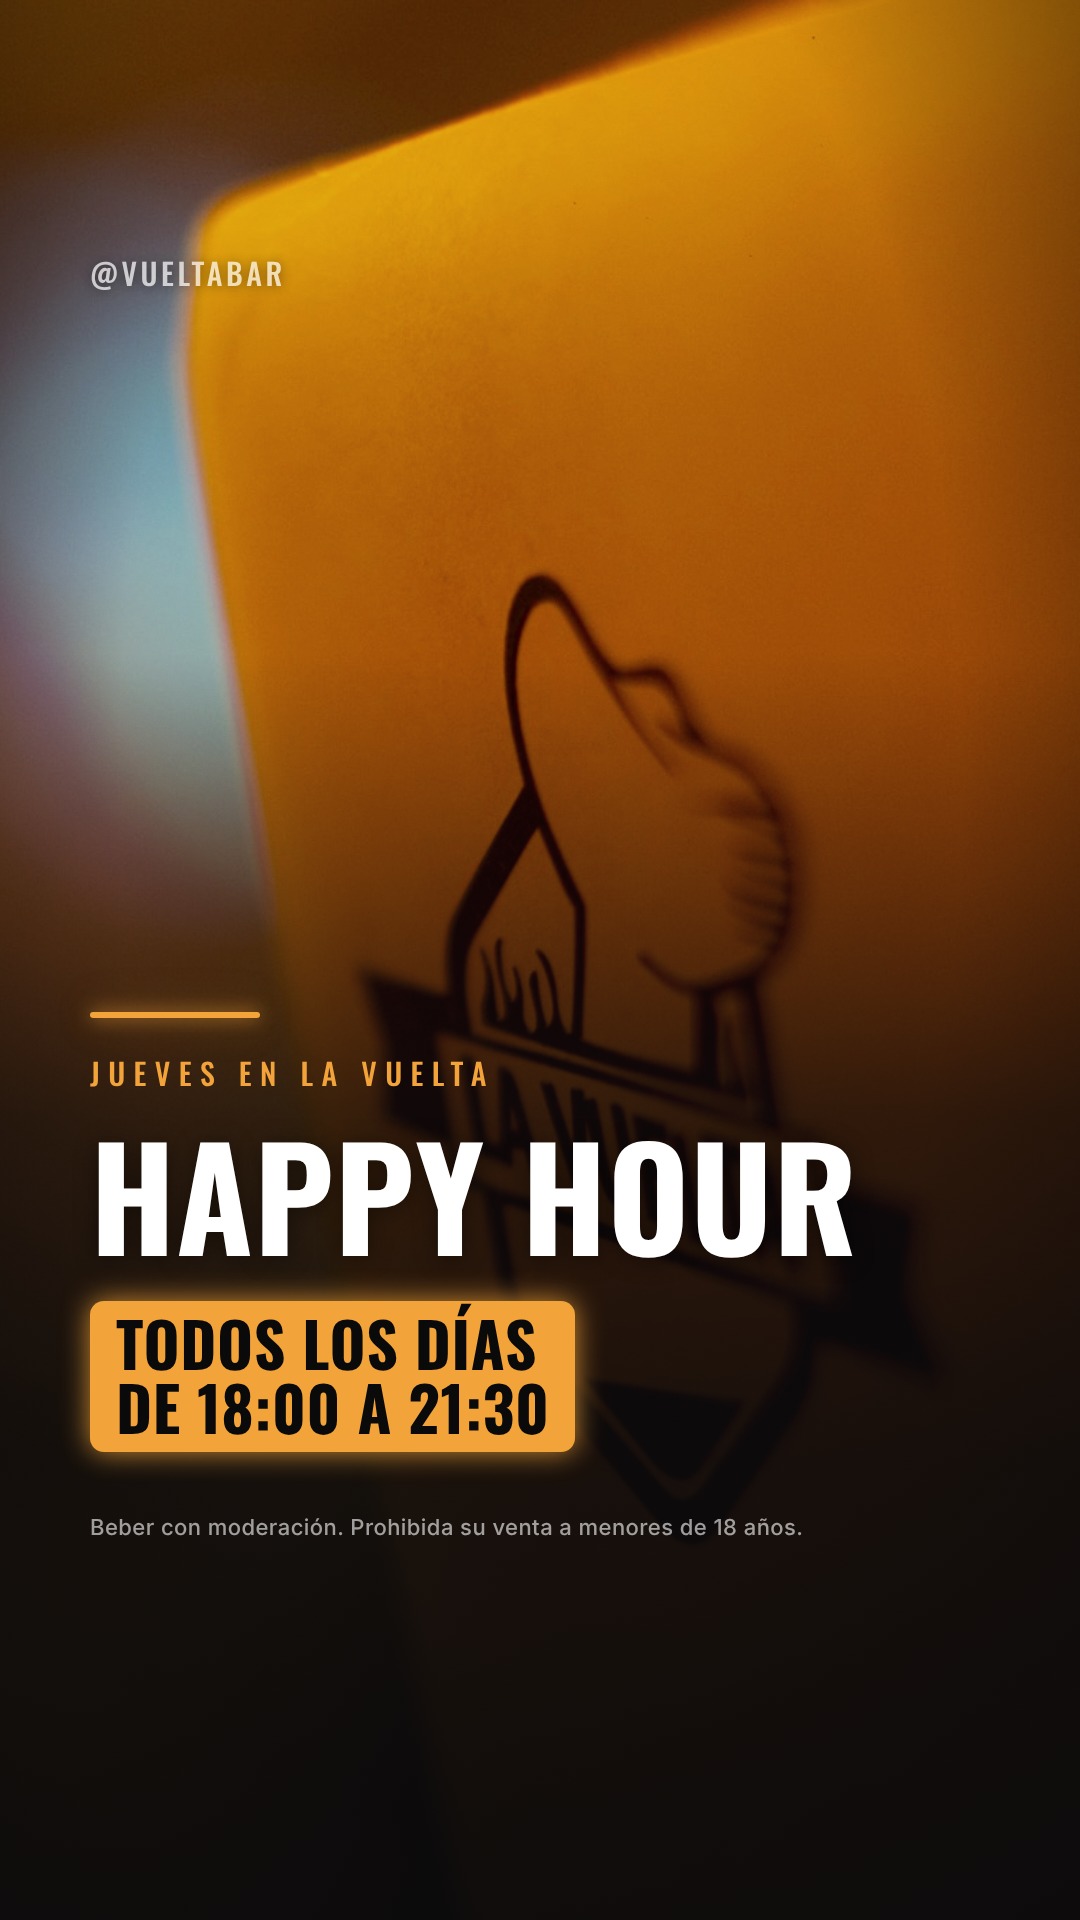 @VUELTABAR
JUEVES EN LA VUELTA
HAPPY HOUR
TODOS LOS DÍAS
DE 18:00 A 21:30
Beber con moderación. Prohibida su venta a menores de 18 años.